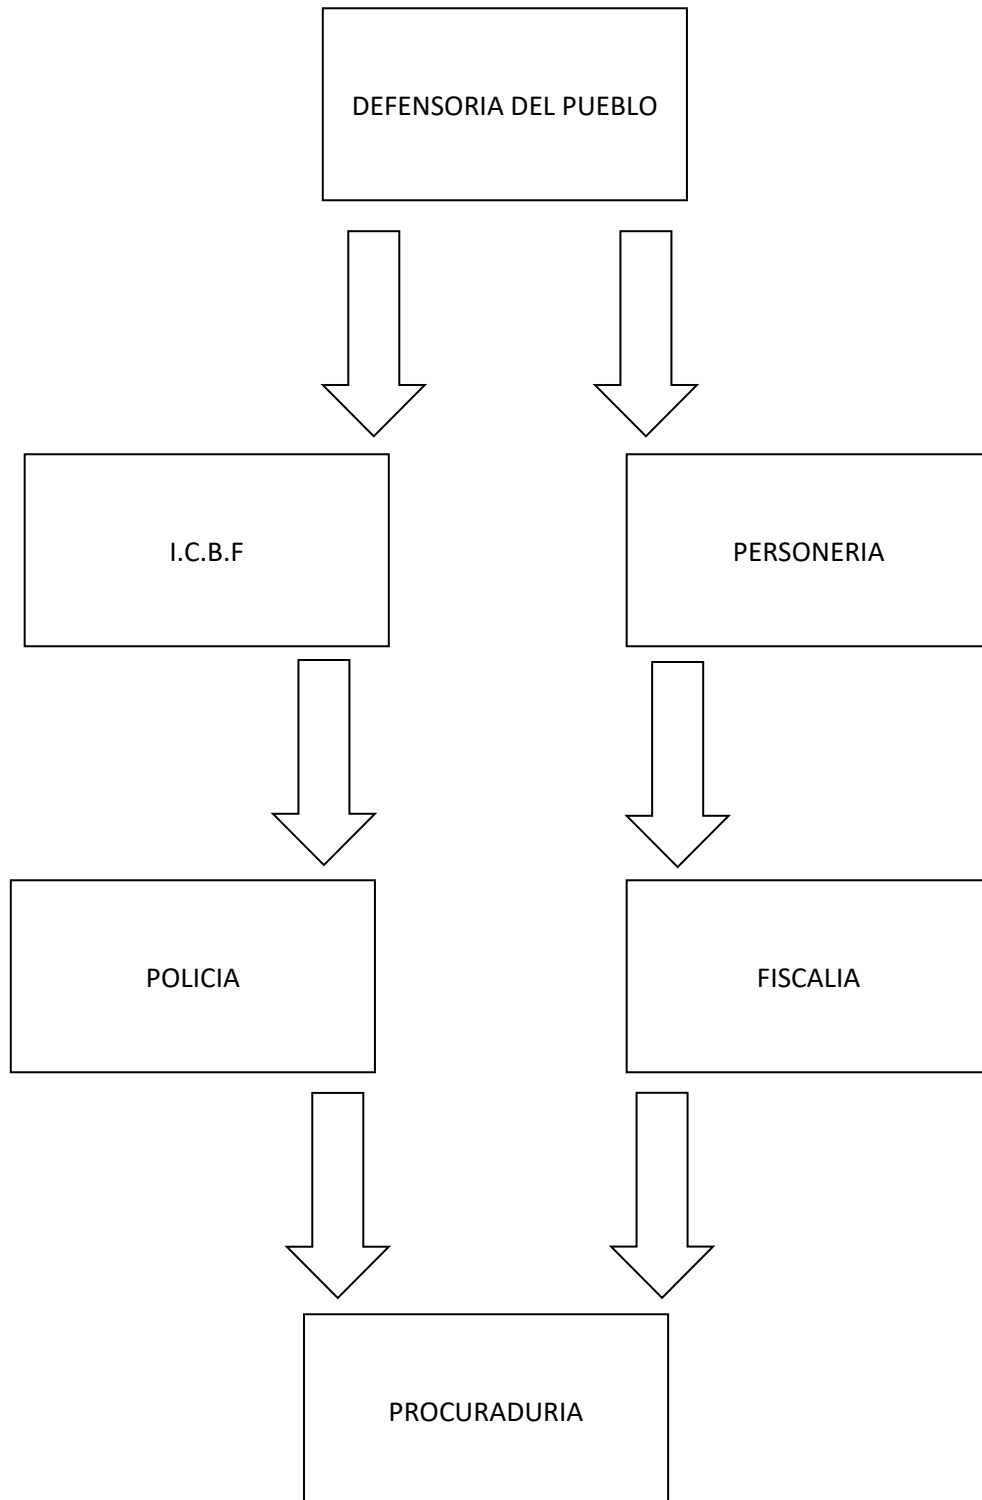 DEFENSORIA DEL PUEBLO
I.C.B.F
PERSONERIA
POLICIA
FISCALIA
PROCURADURIA